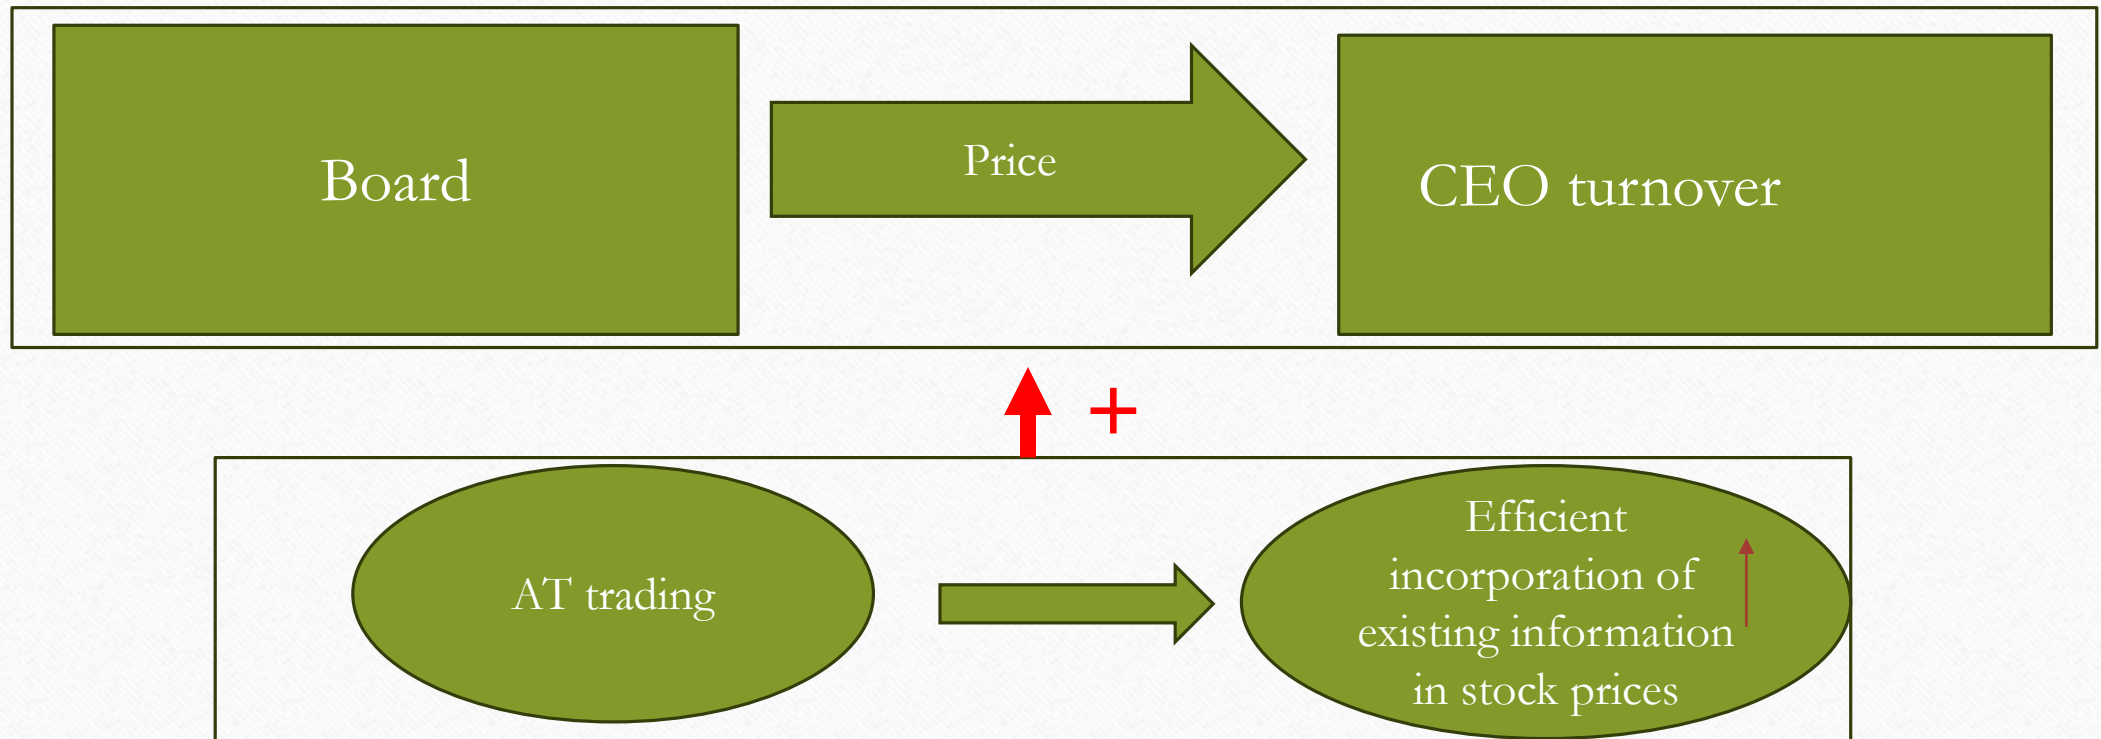 Board
Price
CEO turnover
+
AT trading
Efficient
incorporation of
existing information
in stock prices